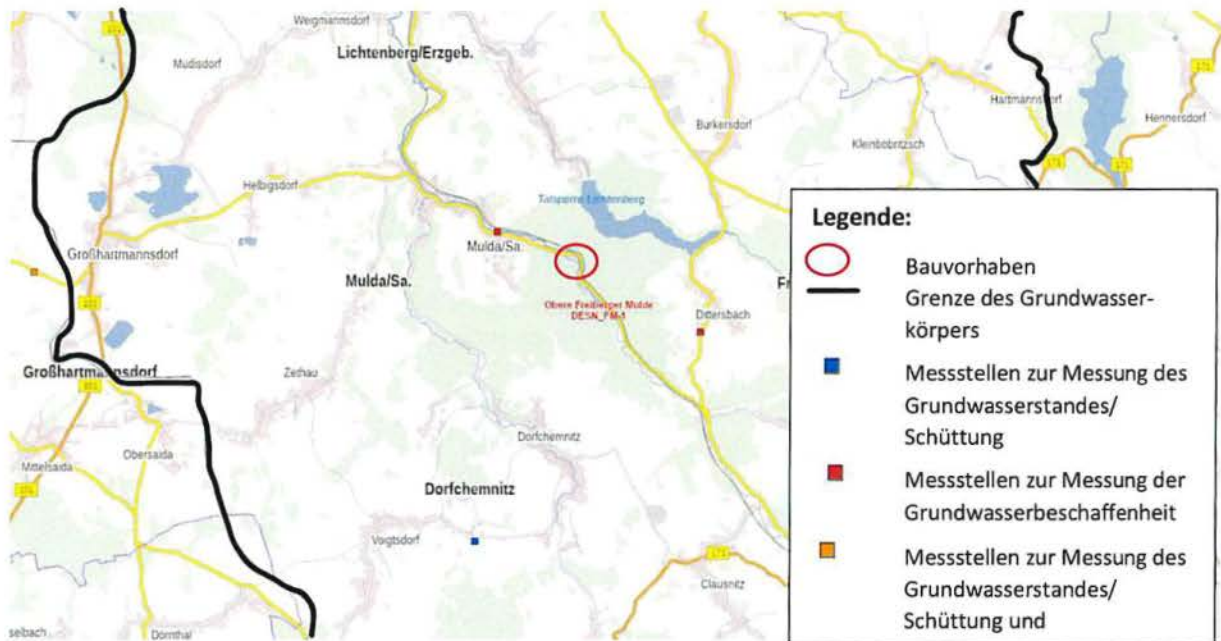 Weigmannsdorf
Lichtenberg/Erzgeb.
Mudisdorf
Burkersdorf
Hartmannsdorf
Hennersdorf
Kleinbobritzsch
171
Helbigsdorf
Talsperre Lichtenberg
Mulda/Sa.
Großhartmannsdorf
Mulda/Sa.
Obere Freiberger Mulde
DESN_FM-1
Dittersbach
Großhartmannsdorf
Zethau
Mittelsaida
Obersaida
Dorfchemnitz
Dorfchemnitz
Voigtsdorf
Clausnitz
selbach
Dörnthal
Legende:
Bauvorhaben
Grenze des Grundwasser-
körpers
Messstellen zur Messung des
Grundwasserstandes/
Schüttung
Messstellen zur Messung der
Grundwasserbeschaffenheit
Messstellen zur Messung des
Grundwasserstandes/
Schüttung und